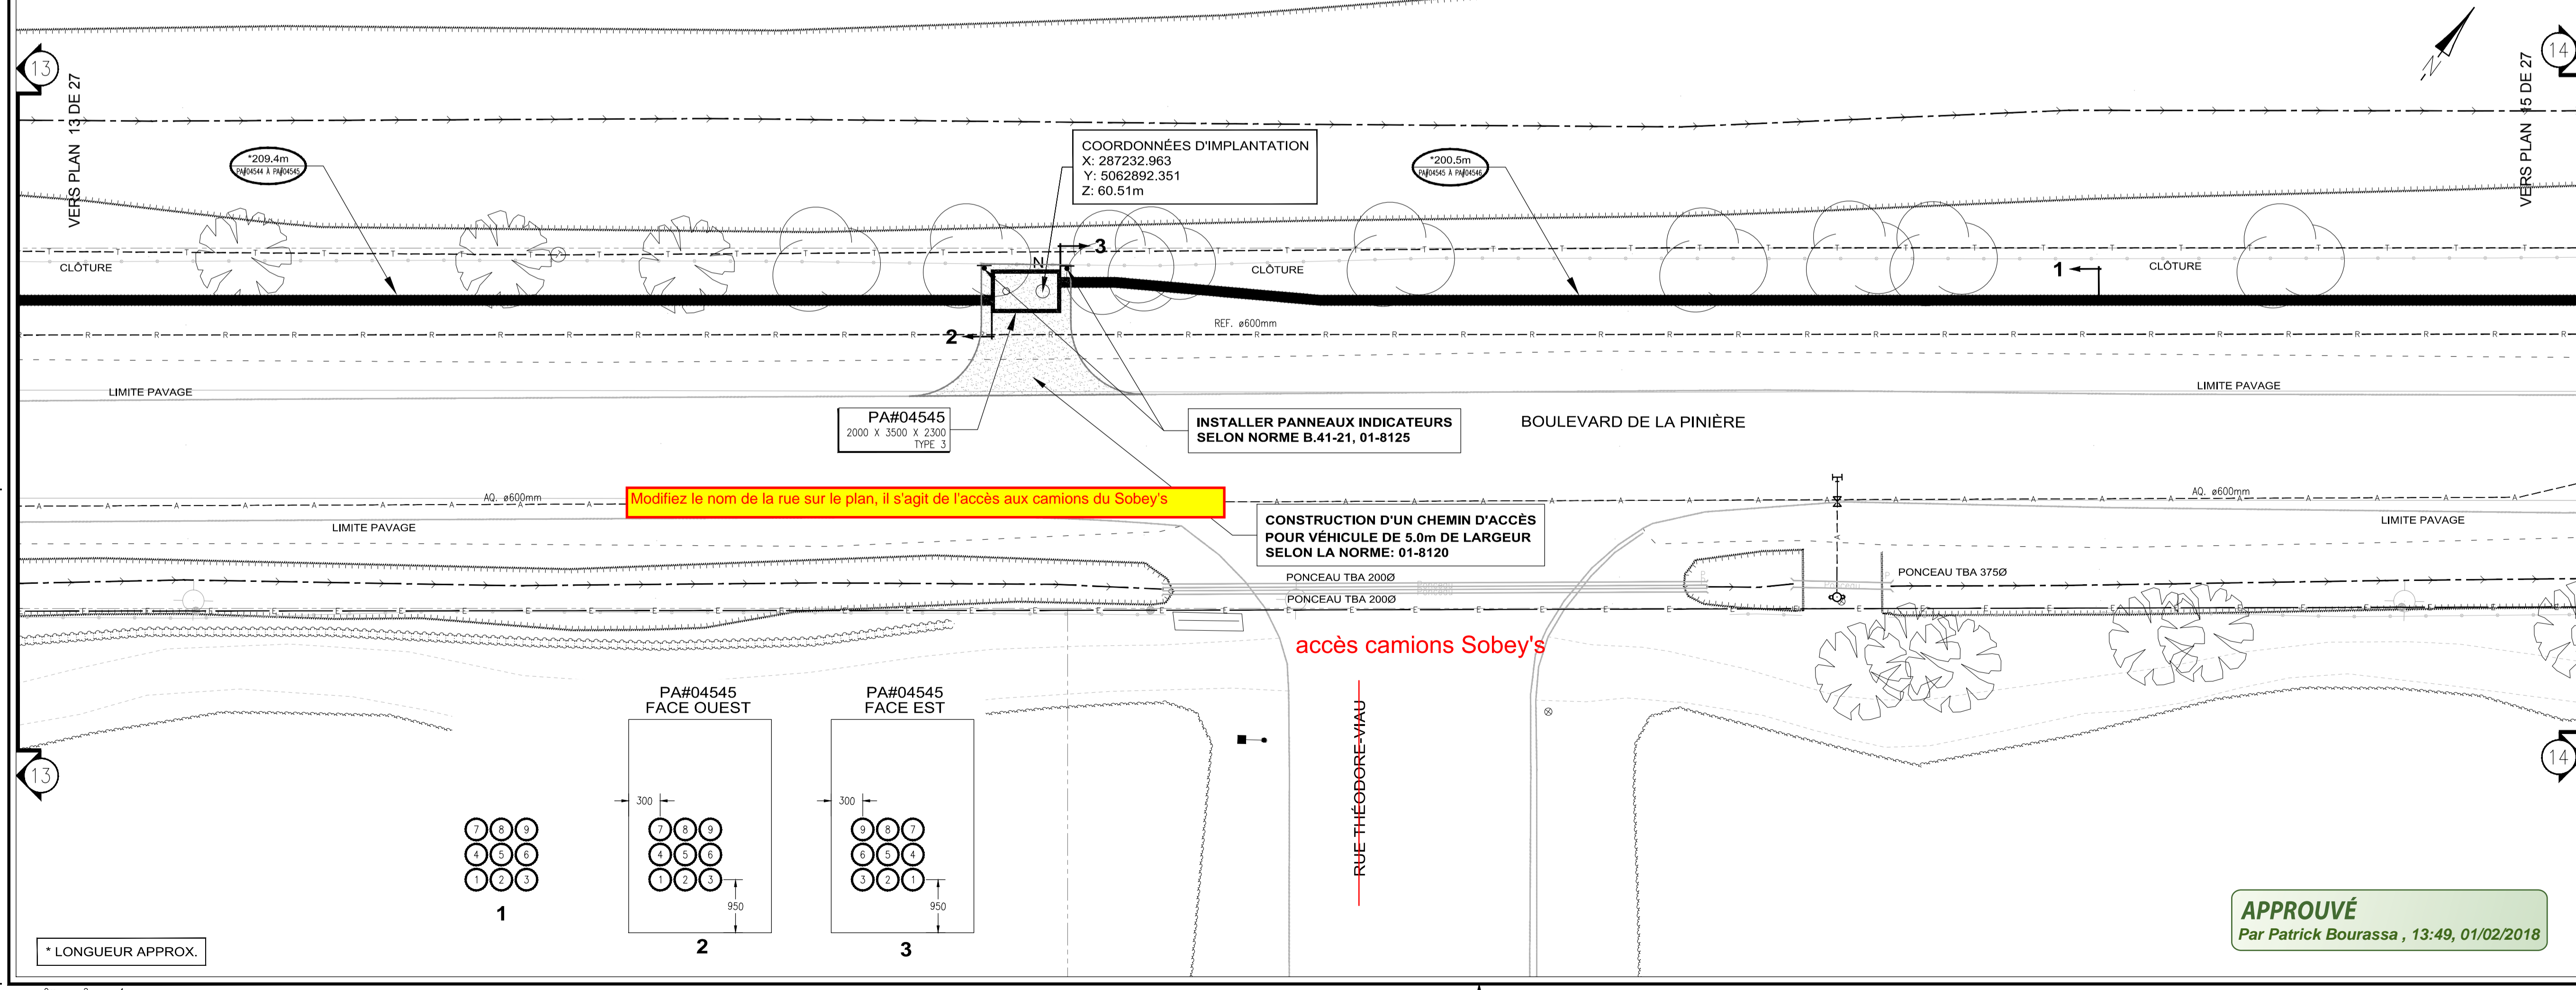 13
VERS PLAN 13 DE 27
14
VERS PLAN 15 DE 27
N
*209.4m
PA#04544 À PA#04545
COORDONNÉES D'IMPLANTATION
X: 287232.963
Y: 5062892.351
Z: 60.51m
*200.5m
PA#04545 À PA#04546
CLÔTURE
N
3
CLÔTURE
1
CLÔTURE
2
REF. ø600mm
LIMITE PAVAGE
LIMITE PAVAGE
PA#04545
2000 X 3500 X 2300
TYPE 3
INSTALLER PANNEAUX INDICATEURS
SELON NORME B.41-21, 01-8125
BOULEVARD DE LA PINIÈRE
AQ. ø600mm
Modifiez le nom de la rue sur le plan, il s'agit de l'accès aux camions du Sobey's
AQ. ø600mm
LIMITE PAVAGE
CONSTRUCTION D'UN CHEMIN D'ACCÈS
POUR VÉHICULE DE 5.0m DE LARGEUR
SELON LA NORME: 01-8120
LIMITE PAVAGE
PONCEAU TBA 200Ø
Ponceau
Ponceau
PONCEAU TBA 200Ø
Ponceau
PONCEAU TBA 375Ø
accès camions Sobey's
RUE THÉODORE-VIAU
PA#04545
FACE OUEST
PA#04545
FACE EST
13
14
300
300
7 8 9
4 5 6
1 2 3
1
7 8 9
4 5 6
1 2 3
950
2
9 8 7
6 5 4
3 2 1
950
3
* LONGUEUR APPROX.
APPROUVÉ
Par Patrick Bourassa , 13:49, 01/02/2018